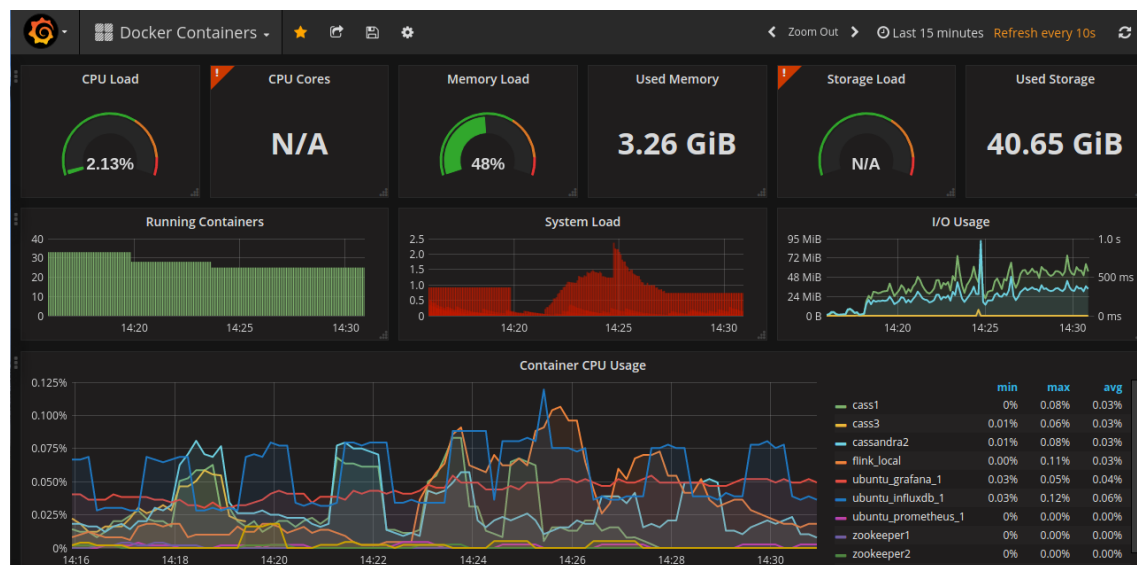 Docker Containers
Zoom Out
Last 15 minutes Refresh every 10s
CPU Load
2.13%
!
CPU Cores
N/A
Memory Load
48%
Used Memory
3.26 GiB
!
Storage Load
N/A
Used Storage
40.65 GiB
Running Containers
40
30
20
10
0
14:20 14:25 14:30
System Load
2.5
2.0
1.5
1.0
0.5
0
14:20 14:25 14:30
I/O Usage
95 MiB
72 MiB
48 MiB
24 MiB
0 B
1.0 s
500 ms
0 ms
14:20 14:25 14:30
Container CPU Usage
0.125%
0.100%
0.075%
0.050%
0.025%
0%
14:16 14:18 14:20 14:22 14:24 14:26 14:28 14:30
min max avg
cass1 0% 0.08% 0.03%
cass3 0.01% 0.06% 0.03%
cassandra2 0.01% 0.08% 0.03%
flink_local 0.00% 0.11% 0.03%
ubuntu_grafana_1 0.03% 0.05% 0.04%
ubuntu_influxdb_1 0.03% 0.12% 0.06%
ubuntu_prometheus_1 0% 0.00% 0.00%
zookeeper1 0% 0.00% 0.00%
zookeeper2 0% 0.00% 0.00%